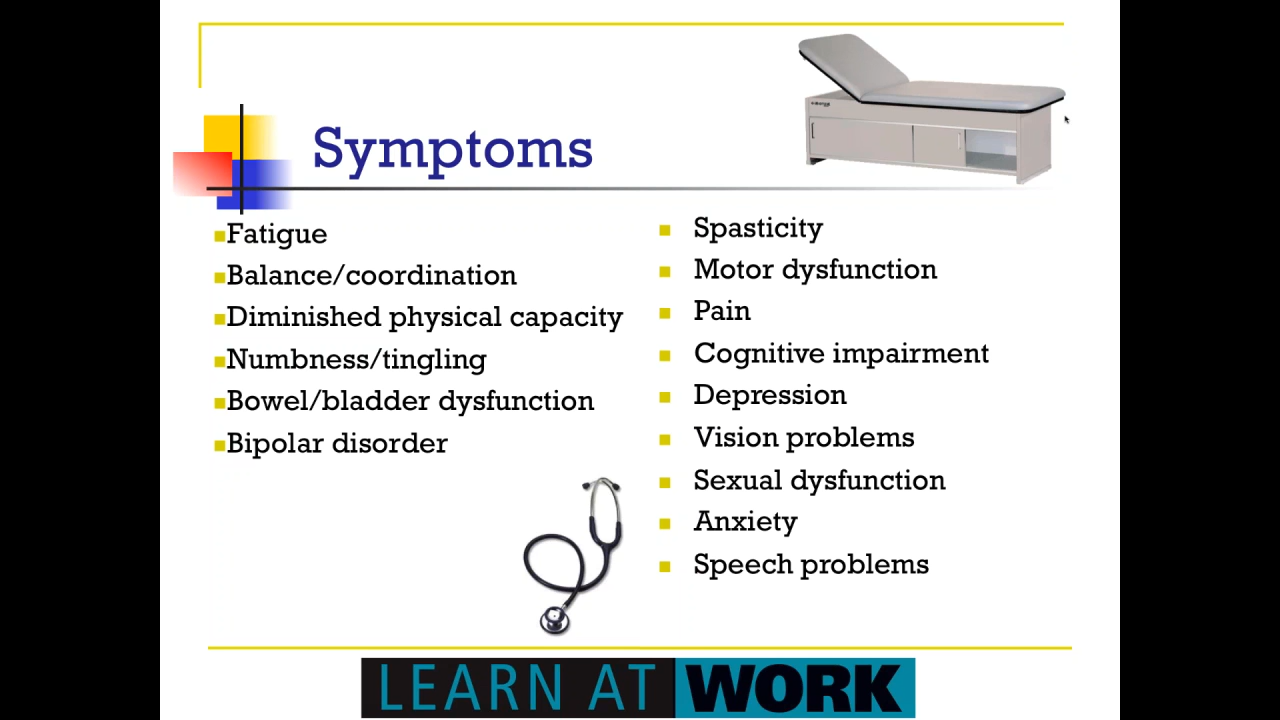 Symptoms
Fatigue
Balance/coordination
Diminished physical capacity
Numbness/tingling
Bowel/bladder dysfunction
Bipolar disorder
Spasticity
Motor dysfunction
Pain
Cognitive impairment
Depression
Vision problems
Sexual dysfunction
Anxiety
Speech problems
LEARN AT WORK